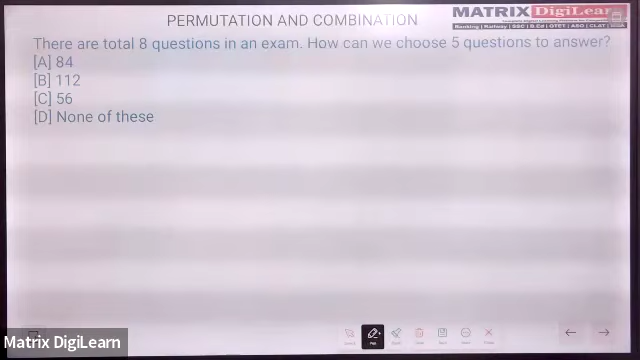 PERMUTATION AND COMBINATION
MATRIX DigiLearn
There are total 8 questions in an exam. How can we choose 5 questions to answer?
[A] 84
[B] 112
[C] 56
[D] None of these
Matrix DigiLearn